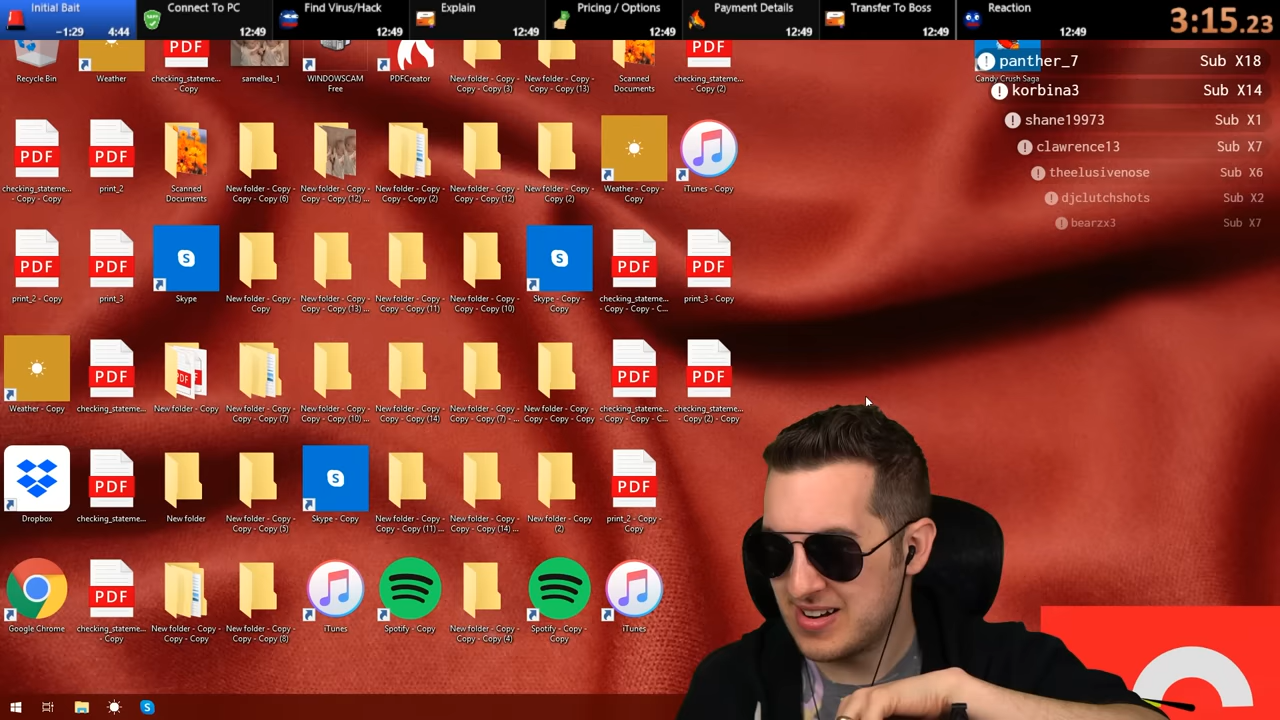 Initial Bait
-1:29 4:44
Connect To PC
12:49
Find Virus/Hack
12:49
Explain
12:49
Pricing / Options
12:49
Payment Details
12:49
Transfer To Boss
12:49
Reaction
12:49
3:15.23
Recycle Bin
Weather
PDF
checking_stateme...
- Copy
samellea_1
WINDOWSCAM
Free
PDFCreator
New folder - Copy
- Copy (3)
New folder - Copy
- Copy (13)
Scanned
Documents
PDF
checking_stateme...
- Copy (2)
Candy Crush Saga
panther_7 Sub X18
korbina3 Sub X14
shane19973 Sub X1
clawrence13 Sub X7
theelusivenose Sub X6
djclutchshots Sub X2
bearzx3 Sub X7
PDF
checking_stateme...
- Copy - Copy
PDF
print_2
Scanned
Documents
New folder - Copy
- Copy (6)
New folder - Copy -
Copy (12) ...
New folder - Copy
- Copy (2)
New folder - Copy
- Copy (12)
New folder - Copy
- Copy (2)
Weather - Copy -
Copy
iTunes - Copy
PDF
print_2 - Copy
PDF
print_3
S
Skype
New folder - Copy -
Copy
New folder - Copy -
Copy (13) ...
New folder - Copy -
Copy (11)
New folder - Copy -
Copy (10)
S
Skype - Copy -
Copy
PDF
checking_stateme...
- Copy - Copy - C...
PDF
print_3 - Copy
Weather - Copy
PDF
checking_stateme...
PDF
New folder - Copy
New folder - Copy
- Copy (7)
New folder - Copy -
Copy (10) ...
New folder - Copy
- Copy (14)
New folder - Copy -
Copy (7) - ...
New folder - Copy
- Copy - Copy
PDF
checking_stateme...
- Copy - Copy - C...
PDF
checking_stateme...
- Copy (2) - Copy
Dropbox
PDF
checking_stateme...
New folder
New folder - Copy -
Copy - Copy (5)
S
Skype - Copy
New folder - Copy -
Copy (11) ...
New folder - Copy -
Copy (14) ...
New folder - Copy
(2)
PDF
print_2 - Copy -
Copy
Google Chrome
PDF
checking_stateme...
- Copy
New folder - Copy -
Copy - Copy
New folder - Copy -
Copy - Copy (8)
iTunes
Spotify - Copy
New folder - Copy
- Copy (4)
Spotify - Copy -
Copy
iTunes
S